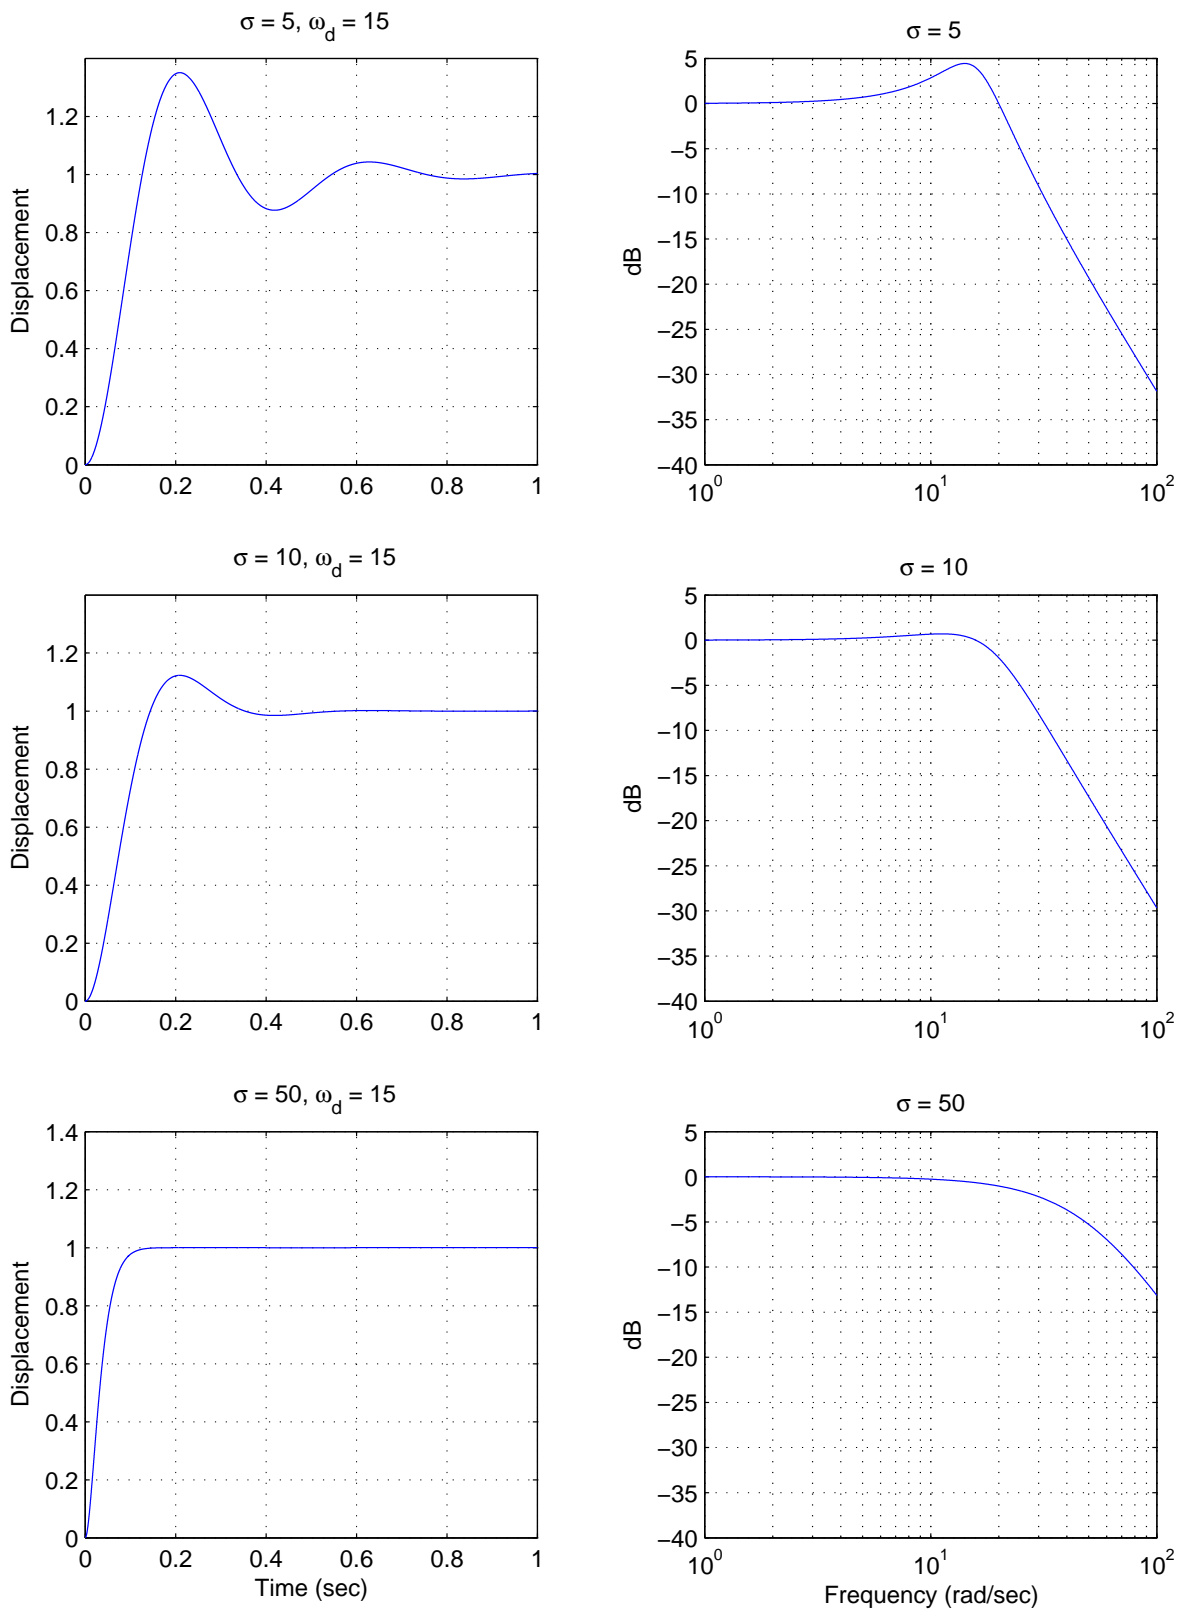 σ = 5, ω_d = 15
Displacement
1.2
1
0.8
0.6
0.4
0.2
0
0 0.2 0.4 0.6 0.8 1
σ = 5
dB
5
0
−5
−10
−15
−20
−25
−30
−35
−40
10^0 10^1 10^2
σ = 10, ω_d = 15
Displacement
1.2
1
0.8
0.6
0.4
0.2
0
0 0.2 0.4 0.6 0.8 1
σ = 10
dB
5
0
−5
−10
−15
−20
−25
−30
−35
−40
10^0 10^1 10^2
σ = 50, ω_d = 15
Displacement
1.4
1.2
1
0.8
0.6
0.4
0.2
0
0 0.2 0.4 0.6 0.8 1
Time (sec)
σ = 50
dB
5
0
−5
−10
−15
−20
−25
−30
−35
−40
10^0 10^1 10^2
Frequency (rad/sec)